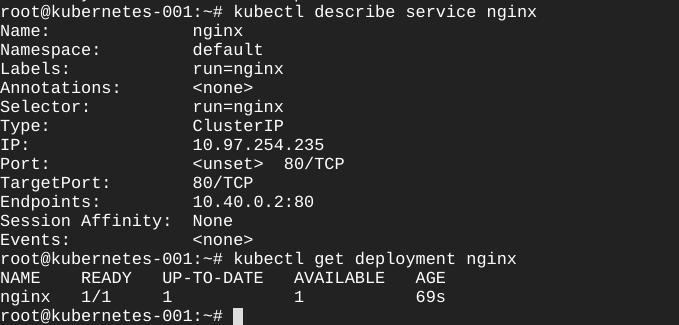 root@kubernetes-001:~# kubectl describe service nginx
Name:              nginx
Namespace:         default
Labels:            run=nginx
Annotations:       <none>
Selector:          run=nginx
Type:              ClusterIP
IP:                10.97.254.235
Port:              <unset>  80/TCP
TargetPort:        80/TCP
Endpoints:         10.40.0.2:80
Session Affinity:  None
Events:            <none>
root@kubernetes-001:~# kubectl get deployment nginx
NAME    READY   UP-TO-DATE   AVAILABLE   AGE
nginx   1/1     1            1           69s
root@kubernetes-001:~#